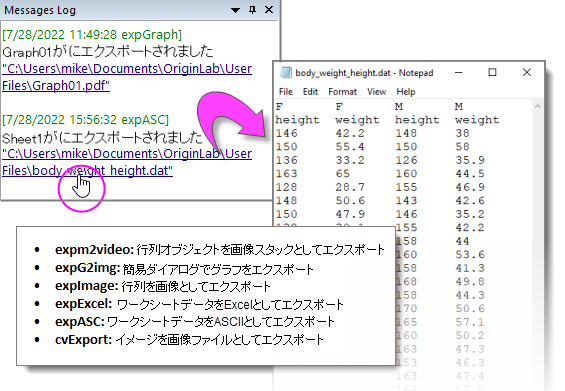 Messages Log
[7/28/2022 11:49:28 expGraph]
Graph01がにエクスポートされました
"C:\Users\mike\Documents\OriginLab\User
Files\Graph01.pdf"
[7/28/2022 15:56:32 expASC]
Sheet1がにエクスポートされました
"C:\Users\mike\Documents\OriginLab\User
Files\body_weight_height.dat"
body_weight_height.dat - Notepad
File Edit Format View Help
F F M M
height weight height weight
146 42.2 148 38
150 55.4 150 58
136 33.2 126 35.9
163 65 160 44.5
128 28.7 155 46.9
148 50.6 143 42.6
150 47.9 146 35.2
155 42.2
158 44
160 53.6
158 41.3
168 49.8
158 44.3
170 50.6
165 57.1
160
163 47.3
163
163
• expm2video: 行列オブジェクトを画像スタックとしてエクスポート
• expG2img: 簡易ダイアログでグラフをエクスポート
• expImage: 行列を画像としてエクスポート
• expExcel: ワークシートデータをExcelとしてエクスポート
• expASC: ワークシートデータをASCIIとしてエクスポート
• cvExport: イメージを画像ファイルとしてエクスポート